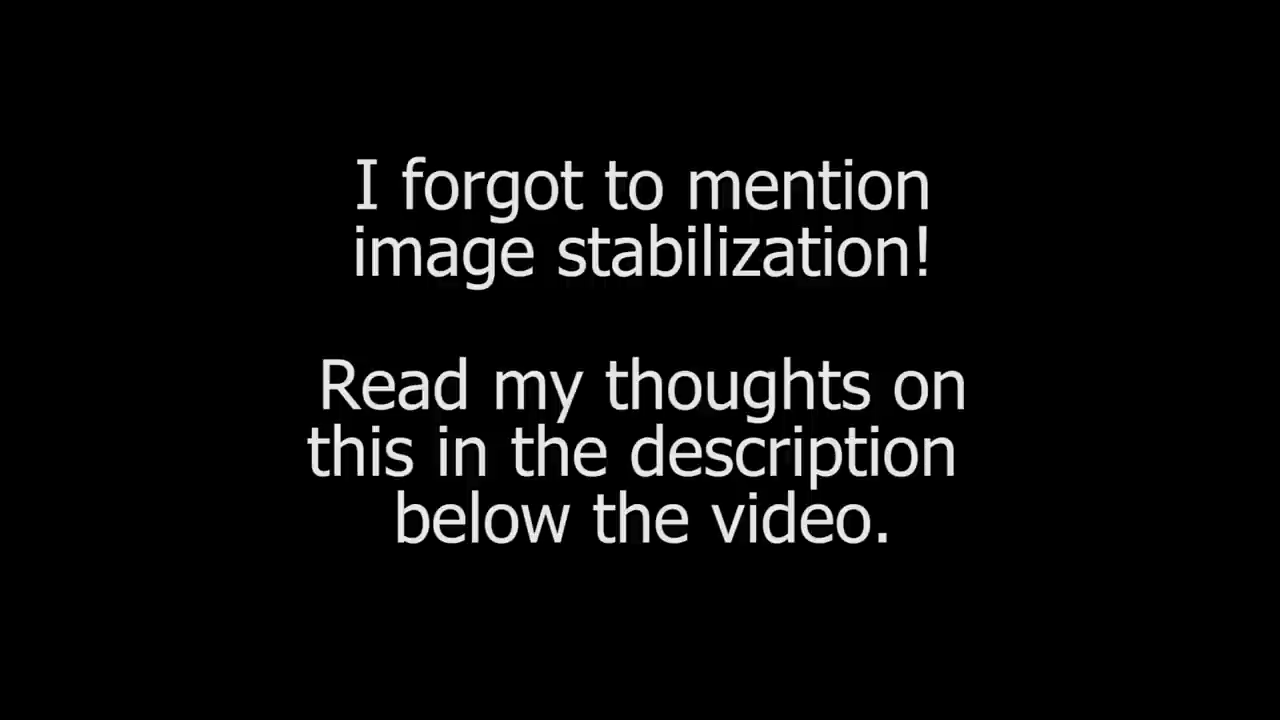 I forgot to mention
image stabilization!
Read my thoughts on
this in the description
below the video.